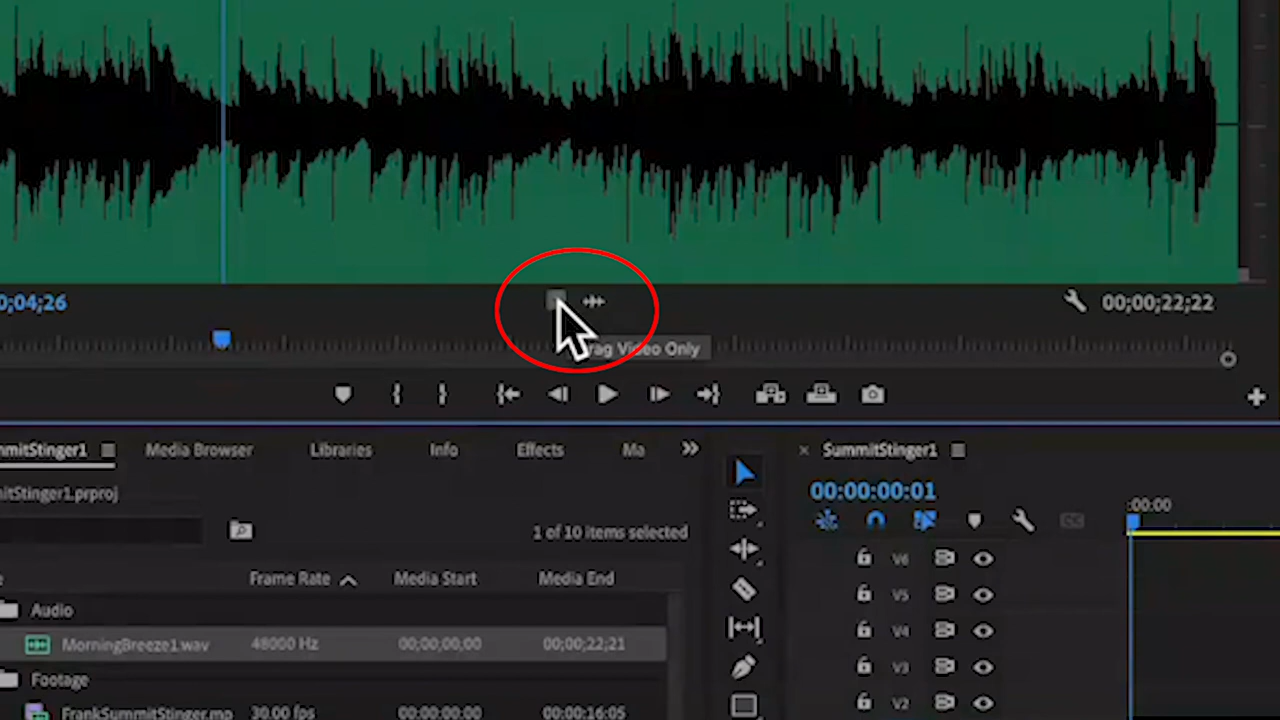 0;04;26
00;00;22;22
rag Video Only
mmitStinger1
Media Browser
Libraries
Info
Effects
Ma
SummitStinger1
itStinger1.prproj
00:00:00:01
:00:00
1 of 10 items selected
Frame Rate
Media Start
Media End
V6
Audio
V5
MorningBreeze1.wav
48000 Hz
00;00;00;00
00;00;22;21
V4
Footage
V3
FrankSummitStinger.mp
30.00 fps
00:00:00:00
00:00:16:05
V2